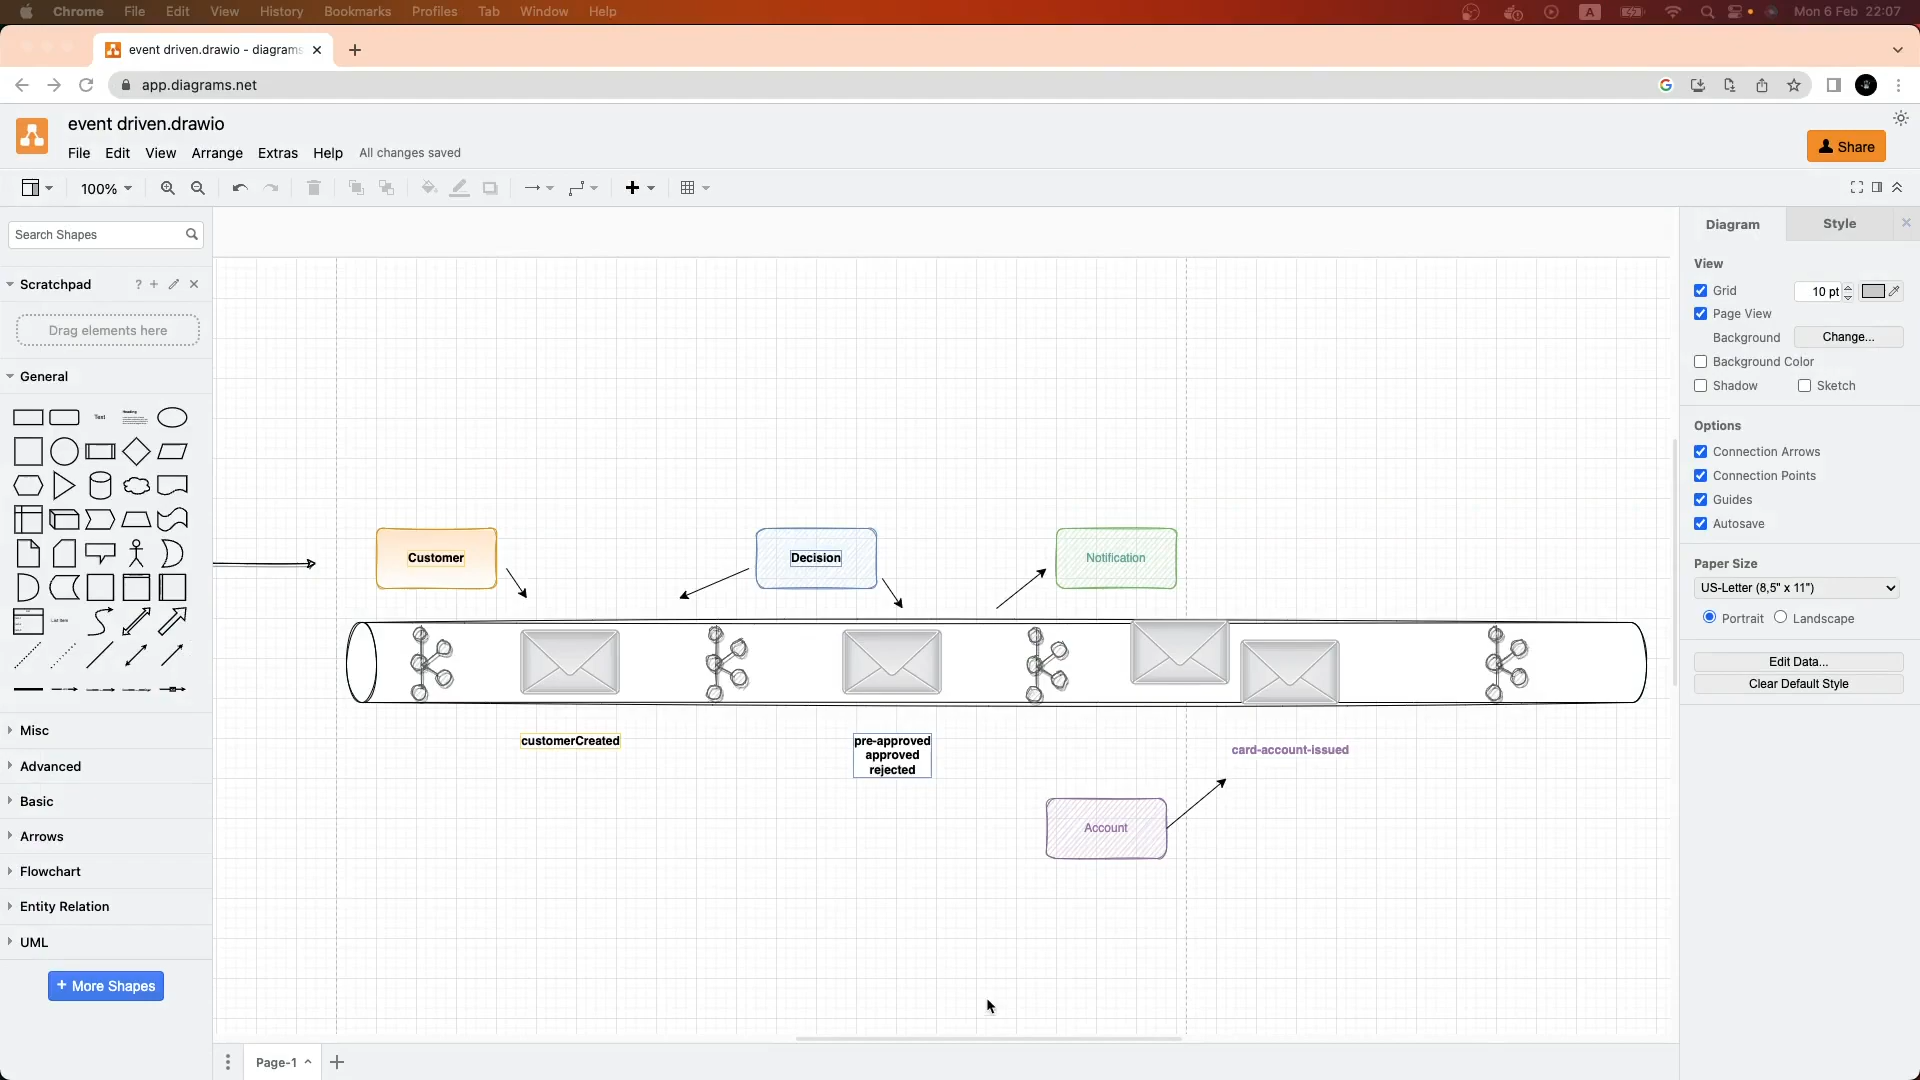 Chrome File Edit View History Bookmarks Profiles Tab Window Help A Mon 6 Feb 22:07
event driven.drawio - diagrams
app.diagrams.net
event driven.drawio
File Edit View Arrange Extras Help All changes saved
Share
100%
Search Shapes
Scratchpad ?
Drag elements here
General
Text
Heading
List Item
Misc
Advanced
Basic
Arrows
Flowchart
Entity Relation
UML
+ More Shapes
Customer
Decision
Notification
customerCreated
pre-approved
approved
rejected
card-account-issued
Account
Page-1
Diagram Style
View
Grid 10 pt
Page View
Background Change...
Background Color
Shadow Sketch
Options
Connection Arrows
Connection Points
Guides
Autosave
Paper Size
US-Letter (8,5" x 11")
Portrait Landscape
Edit Data...
Clear Default Style